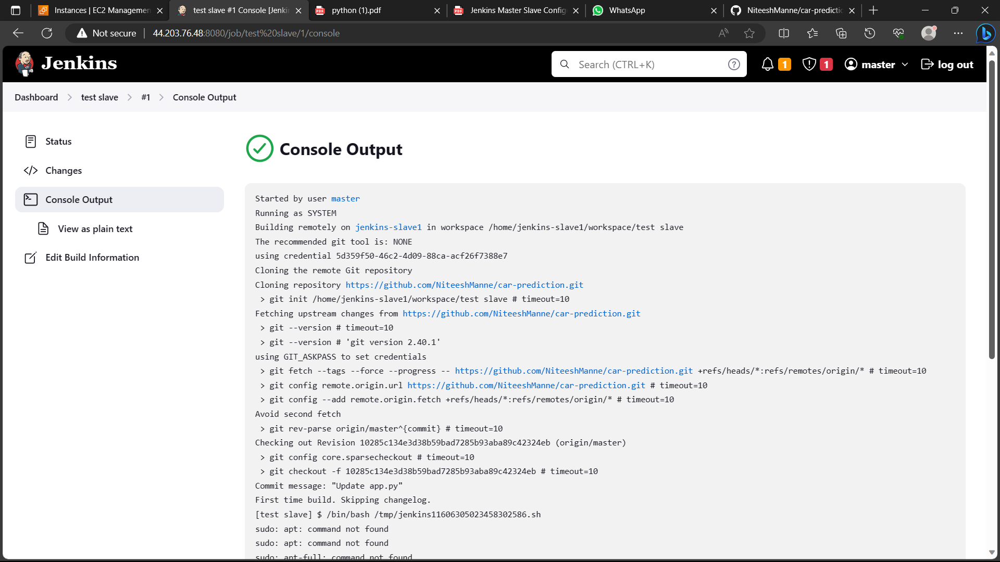 Instances | EC2 Managemen
test slave #1 Console [Jenki
python (1).pdf
Jenkins Master Slave Config
WhatsApp
NiteeshManne/car-predictio
Not secure
44.203.76.48:8080/job/test%20slave/1/console
Jenkins
Search (CTRL+K)
1
1
master
log out
Dashboard > test slave > #1 > Console Output
Status
Changes
Console Output
View as plain text
Edit Build Information
Console Output
Started by user master
Running as SYSTEM
Building remotely on jenkins-slave1 in workspace /home/jenkins-slave1/workspace/test slave
The recommended git tool is: NONE
using credential 5d359f50-46c2-4d09-88ca-acf26f7388e7
Cloning the remote Git repository
Cloning repository https://github.com/NiteeshManne/car-prediction.git
 > git init /home/jenkins-slave1/workspace/test slave # timeout=10
Fetching upstream changes from https://github.com/NiteeshManne/car-prediction.git
 > git --version # timeout=10
 > git --version # 'git version 2.40.1'
using GIT_ASKPASS to set credentials
 > git fetch --tags --force --progress -- https://github.com/NiteeshManne/car-prediction.git +refs/heads/*:refs/remotes/origin/* # timeout=10
 > git config remote.origin.url https://github.com/NiteeshManne/car-prediction.git # timeout=10
 > git config --add remote.origin.fetch +refs/heads/*:refs/remotes/origin/* # timeout=10
Avoid second fetch
 > git rev-parse origin/master^{commit} # timeout=10
Checking out Revision 10285c134e3d38b59bad7285b93aba89c42324eb (origin/master)
 > git config core.sparsecheckout # timeout=10
 > git checkout -f 10285c134e3d38b59bad7285b93aba89c42324eb # timeout=10
Commit message: "Update app.py"
First time build. Skipping changelog.
[test slave] $ /bin/bash /tmp/jenkins11606305023458302586.sh
sudo: apt: command not found
sudo: apt: command not found
sudo: apt-full: command not found